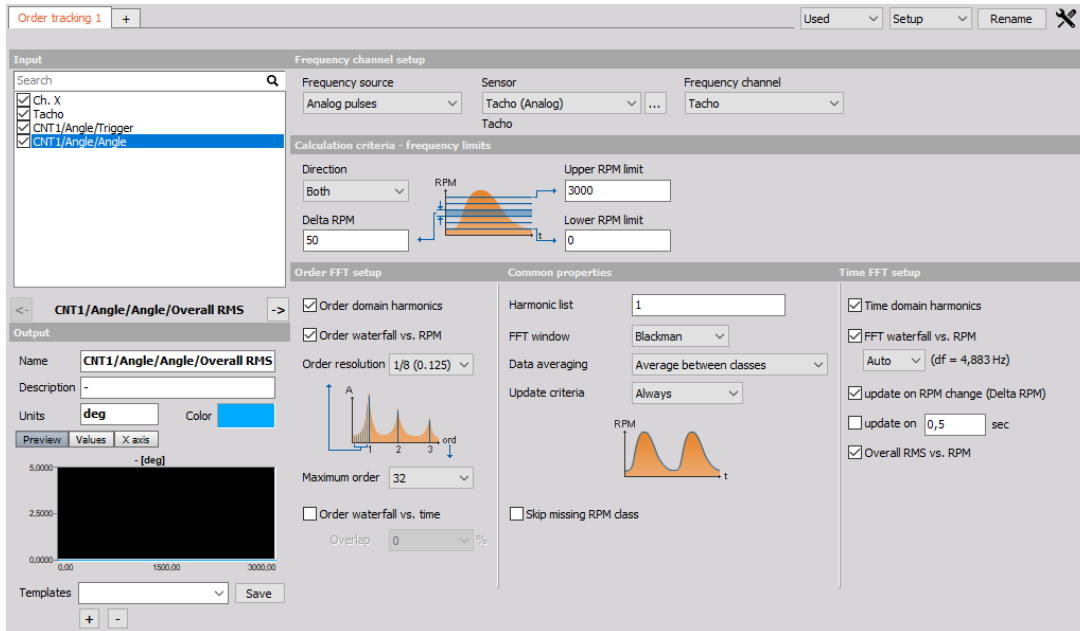 Order tracking 1
+
Used
Setup
Rename
Input
Search
Ch. X
Tacho
CNT1/Angle/Trigger
CNT1/Angle/Angle
<- CNT1/Angle/Angle/Overall RMS ->
Output
Name CNT1/Angle/Angle/Overall RMS
Description -
Units deg Color
Preview Values X axis
- [deg]
5,0000
2,5000
0,0000
0,00 1500,00 3000,00
Templates Save
+ -
Frequency channel setup
Frequency source Sensor Frequency channel
Analog pulses Tacho (Analog) ... Tacho
Tacho
Calculation criteria - frequency limits
Direction
Both
Delta RPM
50
RPM
t
Upper RPM limit
3000
Lower RPM limit
0
Order FFT setup
Order domain harmonics
Order waterfall vs. RPM
Order resolution 1/8 (0.125)
A
ord
1 2 3
Maximum order 32
Order waterfall vs. time
Overlap 0 %
Common properties
Harmonic list 1
FFT window Blackman
Data averaging Average between classes
Update criteria Always
RPM
t
Skip missing RPM class
Time FFT setup
Time domain harmonics
FFT waterfall vs. RPM
Auto (df = 4,883 Hz)
update on RPM change (Delta RPM)
update on 0,5 sec
Overall RMS vs. RPM